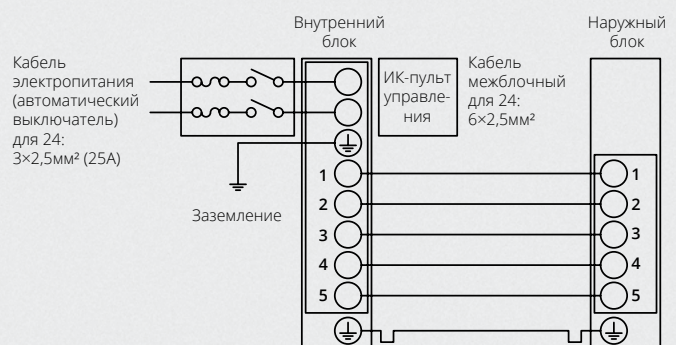 Внутренний
блок
Наружный
блок
Кабель
электропитания
(автоматический
выключатель)
для 24:
3×2,5мм² (25А)
ИК-пульт
управле-
ния
Кабель
межблочный
для 24:
6×2,5мм²
Заземление
1
2
3
4
5
1
2
3
4
5